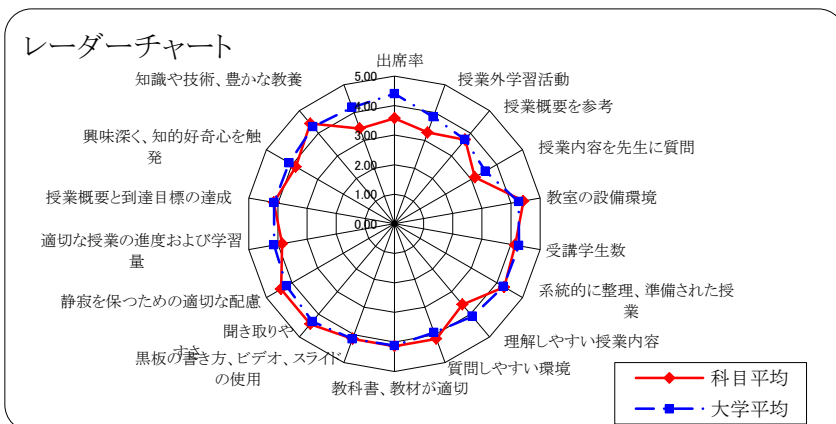 レーダーチャート
出席率
授業外学習活動
授業概要を参考
授業内容を先生に質問
教室の設備環境
受講学生数
系統的に整理、準備された授
業
理解しやすい授業内容
質問しやすい環境
教科書、教材が適切
黒板の書き方、ビデオ、スライド
の使用
聞き取りや
すさ
静寂を保つための適切な配慮
適切な授業の進度および学習
量
授業概要と到達目標の達成
興味深く、知的好奇心を触
発
知識や技術、豊かな教養
5.00
4.00
3.00
2.00
1.00
0.00
科目平均
大学平均